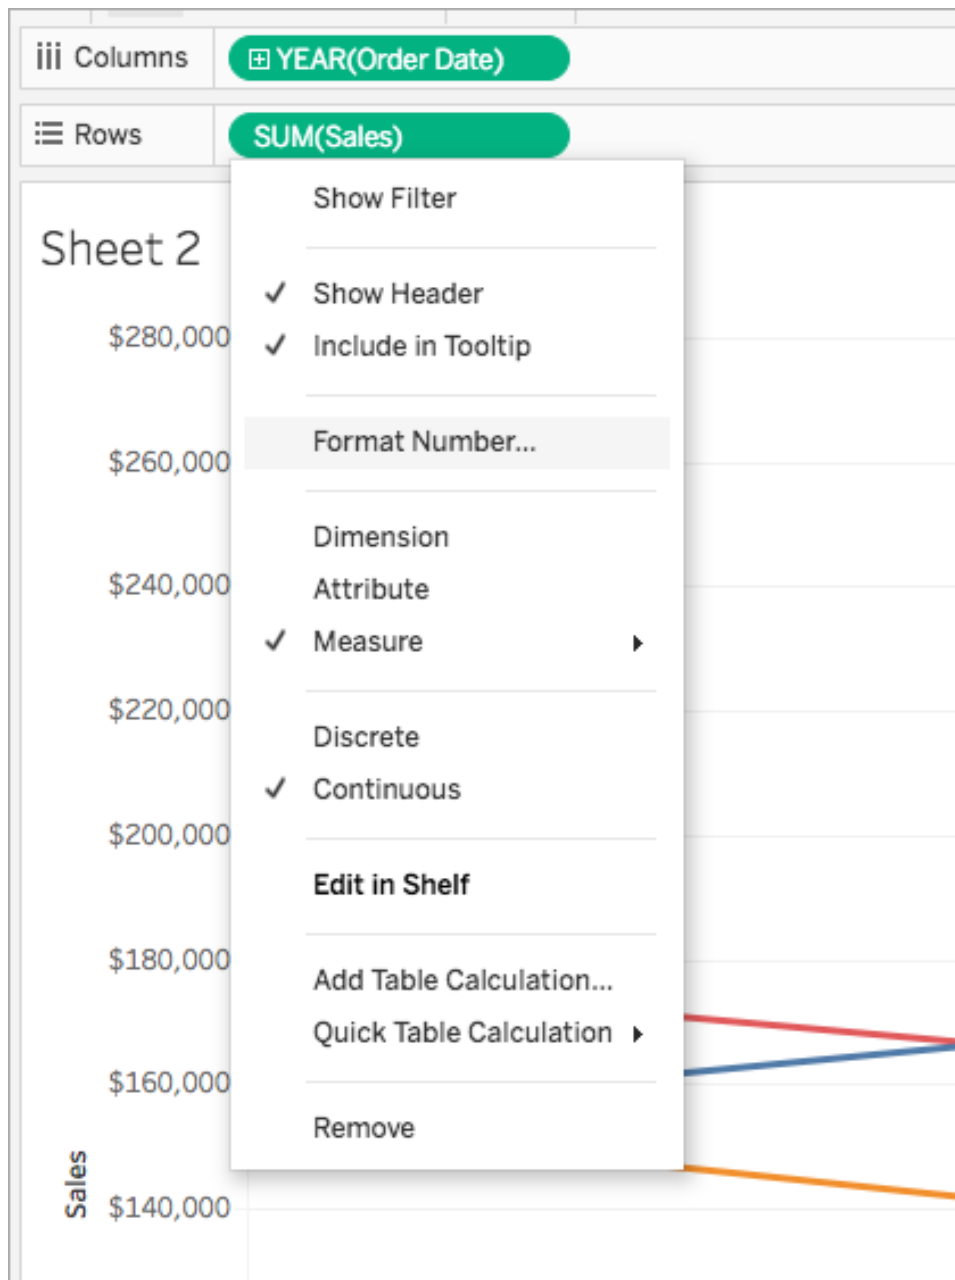 Columns
YEAR(Order Date)
Rows
SUM(Sales)
Sheet 2
Show Filter
Show Header
Include in Tooltip
Format Number...
Dimension
Attribute
Measure
Discrete
Continuous
Edit in Shelf
Add Table Calculation...
Quick Table Calculation
Remove
$280,000
$260,000
$240,000
$220,000
$200,000
$180,000
$160,000
$140,000
Sales